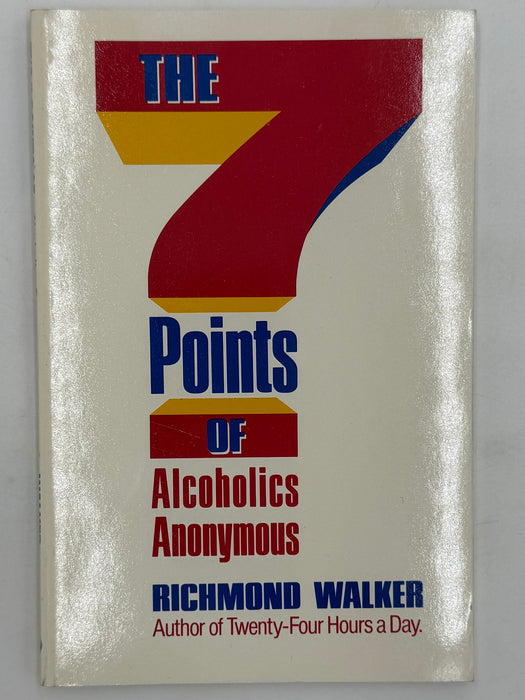 THE
7
Points
OF
Alcoholics
Anonymous
RICHMOND WALKER
Author of Twenty-Four Hours a Day.